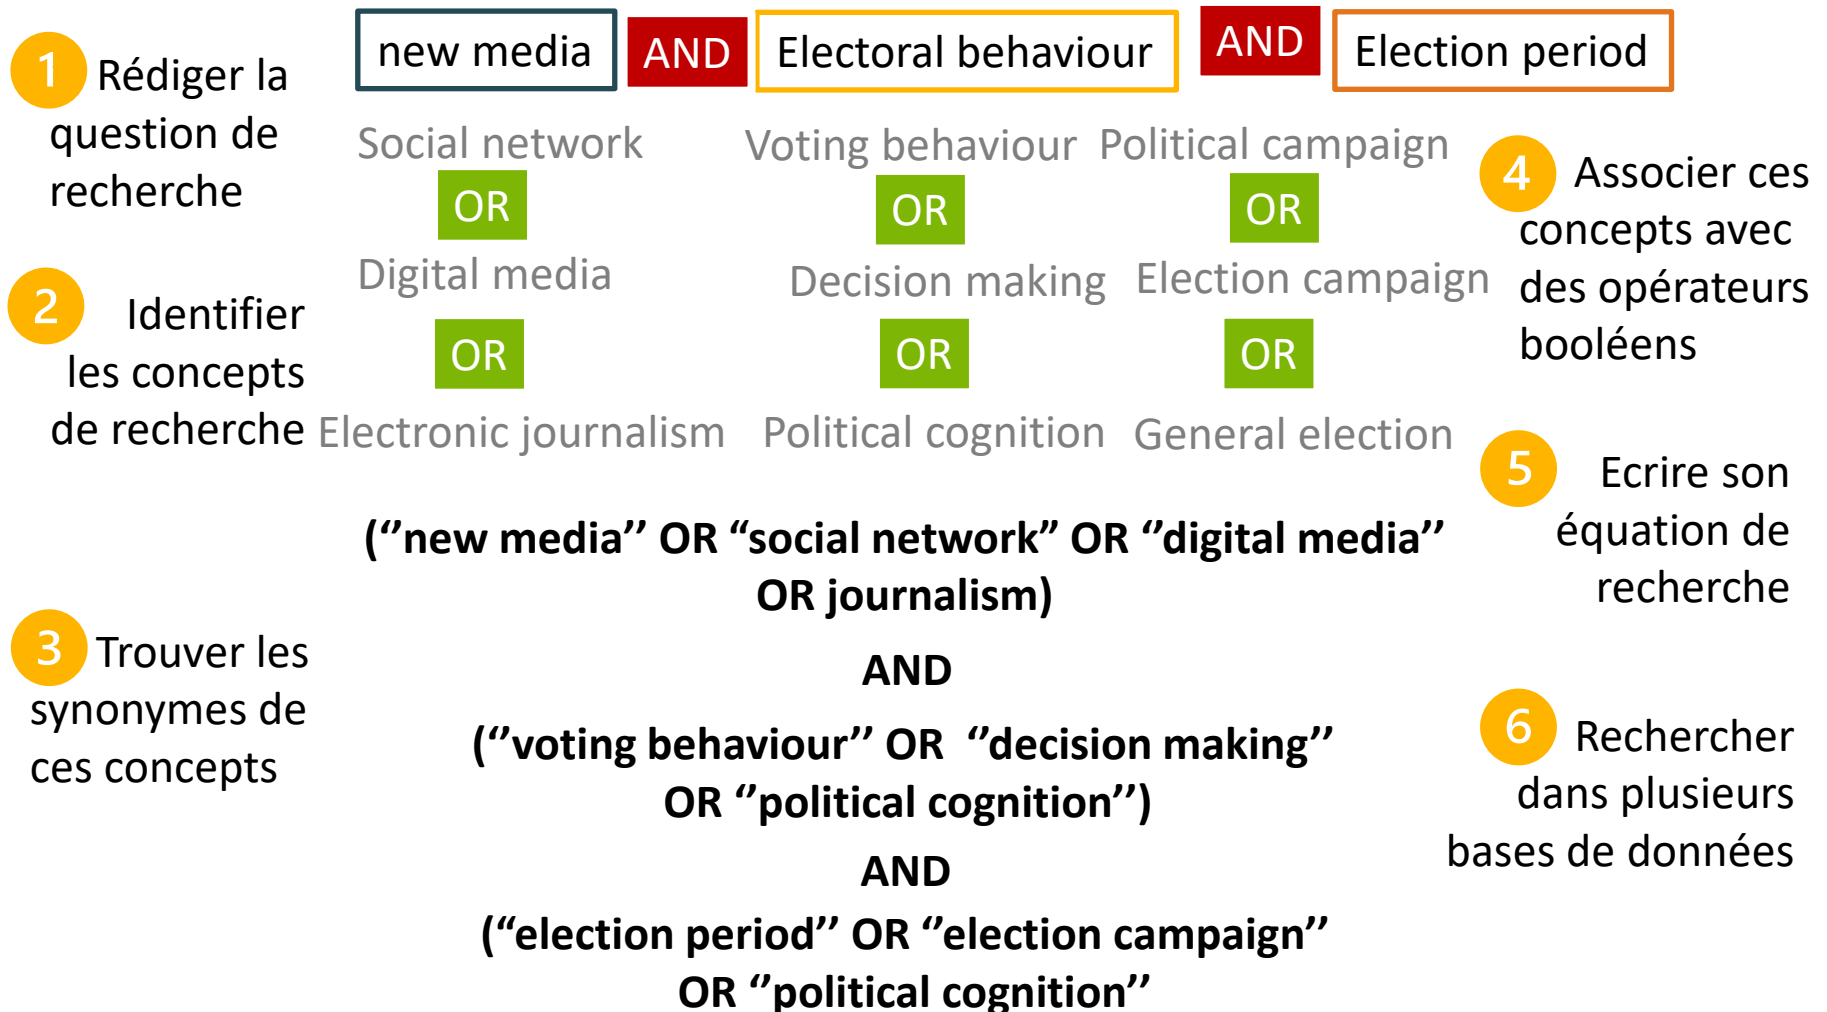 new media AND Electoral behaviour AND Election period
1 Rédiger la
question de
recherche
Social network Voting behaviour Political campaign
OR OR OR
Digital media Decision making Election campaign
OR OR OR
Electronic journalism Political cognition General election
2 Identifier
les concepts
de recherche
3 Trouver les
synonymes de
ces concepts
4 Associer ces
concepts avec
des opérateurs
booléens
5 Ecrire son
équation de
recherche
6 Rechercher
dans plusieurs
bases de données
(‘’new media’’ OR “social network” OR ‘’digital media’’
OR journalism)
AND
(‘’voting behaviour’’ OR ‘’decision making’’
OR ‘’political cognition’’)
AND
(“election period’’ OR ‘’election campaign’’
OR ‘’political cognition’’